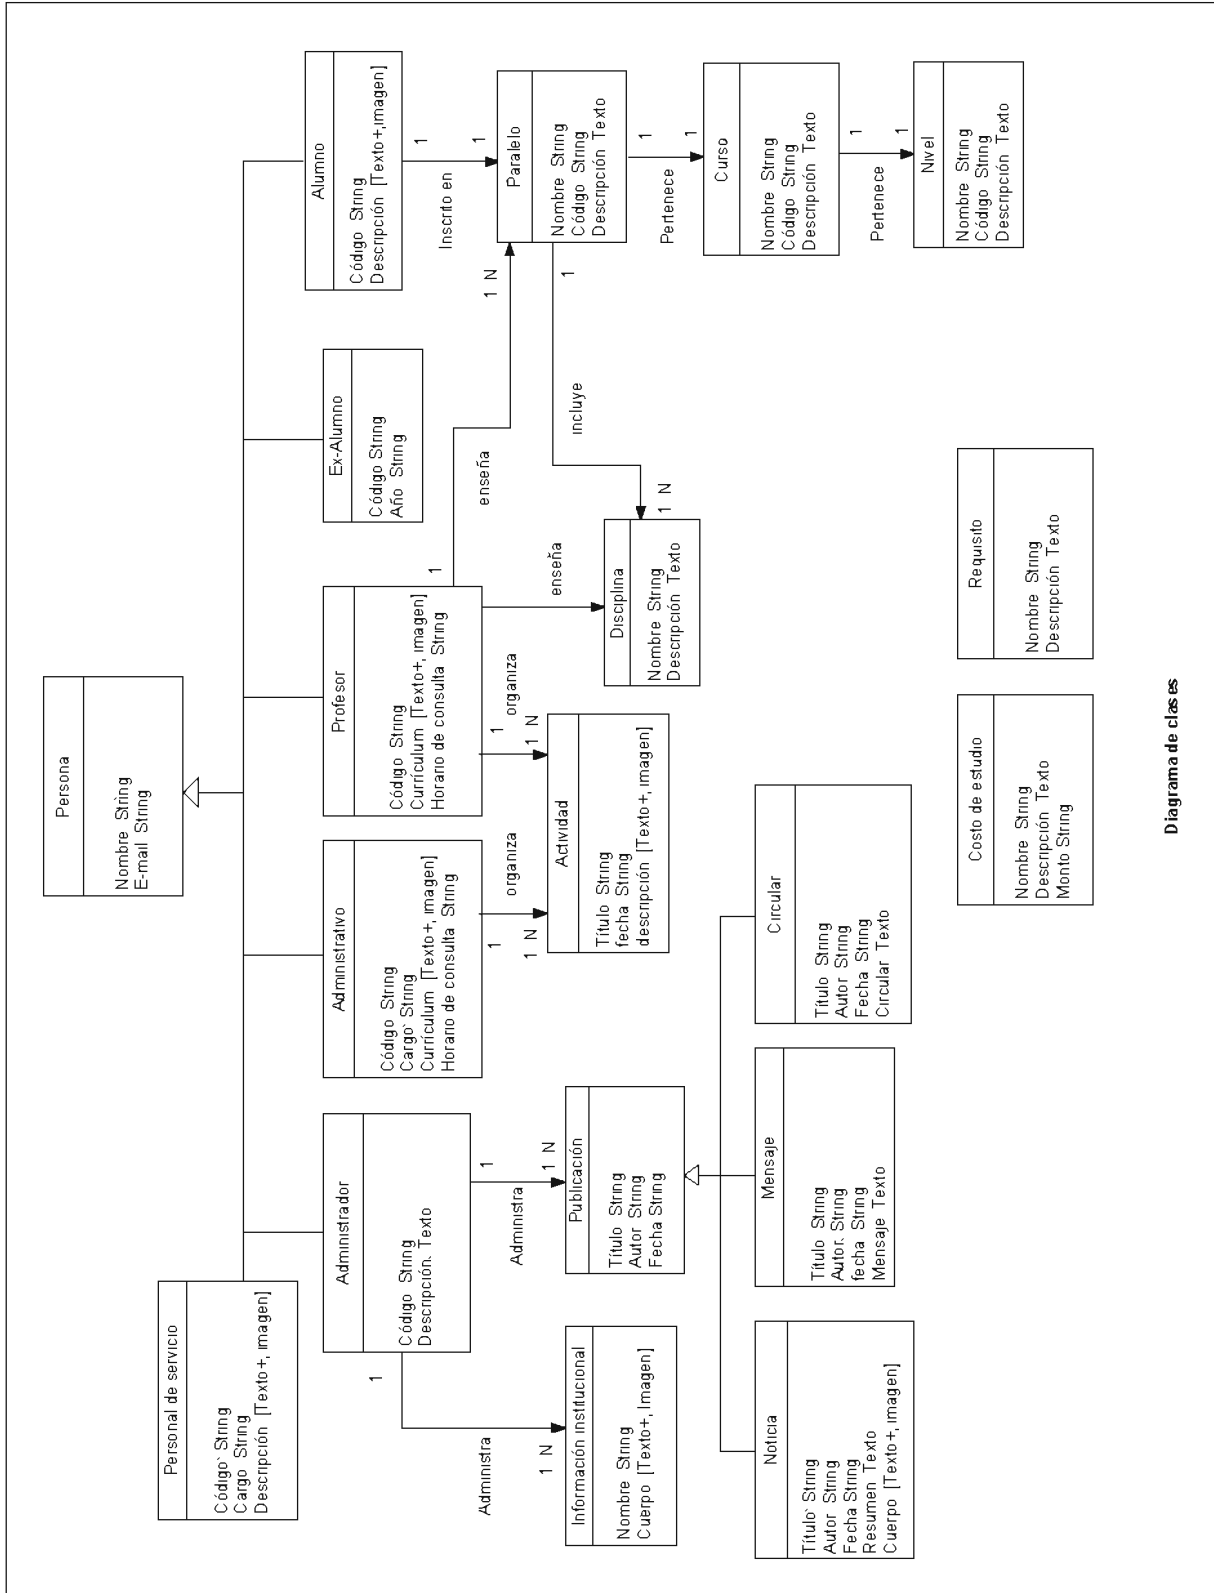 Persona
Nombre String
E-mail String
Personal de servicio
Código` String
Cargo String
Descripción [Texto+, imagen]
Administrador
Código String
Descripción. Texto
Administrativo
Código String
Cargo` String
Currículum [Texto+, imagen]
Horario de consulta String
Profesor
Código String
Currículum [Texto+, imagen]
Horario de consulta String
Ex-Alumno
Código String
Año String
Alumno
Código String
Descripción [Texto+,imagen]
1
Administra
1 N
1
Administra
1 N
1
organiza
1 N
1
organiza
1 N
enseña
1
enseña
1 N
Inscrito en
1
1
Información institucional
Nombre String
Cuerpo [Texto+, Imagen]
Publicación
Título String
Autor String
Fecha String
Actividad
Título String
fecha String
descripción [Texto+, imagen]
Disciplina
Nombre String
Descripción Texto
1 N
incluye
1
Paralelo
Nombre String
Código String
Descripción Texto
Pertenece
1
1
Curso
Nombre String
Código String
Descripción Texto
Pertenece
1
1
Nivel
Nombre String
Código String
Descripción Texto
Noticia
Título` String
Autor String
Fecha String
Resumen Texto
Cuerpo [Texto+, imagen]
Mensaje
Título String
Autor. String
fecha String
Mensaje Texto
Circular
Título String
Autor String
Fecha String
Circular Texto
Costo de estudio
Nombre String
Descripción Texto
Monto String
Requisito
Nombre String
Descripción Texto
Diagrama de clases